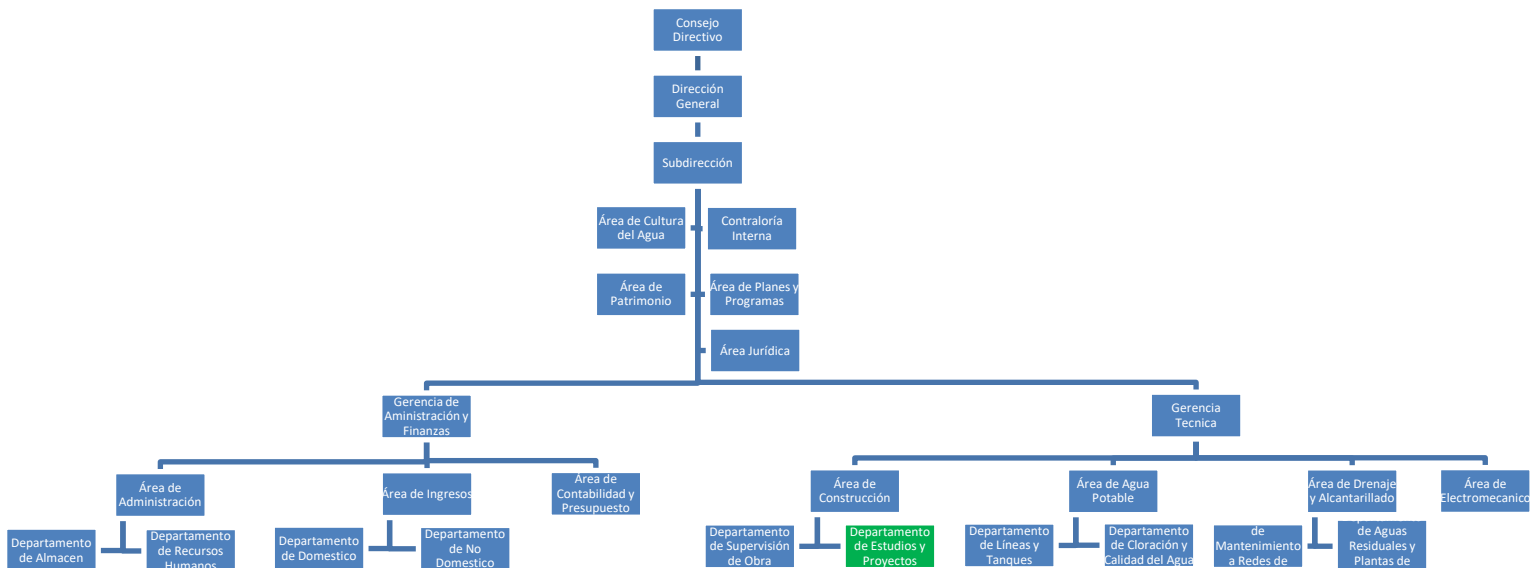 Consejo
Directivo
Dirección
General
Subdirección
Área de Cultura
del Agua
Contraloría
Interna
Área de
Patrimonio
Área de Planes y
Programas
Área Jurídica
Gerencia de
Aministración y
Finanzas
Gerencia
Tecnica
Área de
Administración
Área de Ingresos
Área de
Contabilidad y
Presupuesto
Área de
Construcción
Área de Agua
Potable
Área de Drenaje
y Alcantarillado
Área de
Electromecanico
Departamento
de Almacen
Departamento
de Recursos
Humanos
Departamento
de Domestico
Departamento
de No
Domestico
Departamento
de Supervisión
de Obra
Departamento
de Estudios y
Proyectos
Departamento
de Líneas y
Tanques
Departamento
de Cloración y
Calidad del Agua
de
Mantenimiento
a Redes de
de Aguas
Residuales y
Plantas de